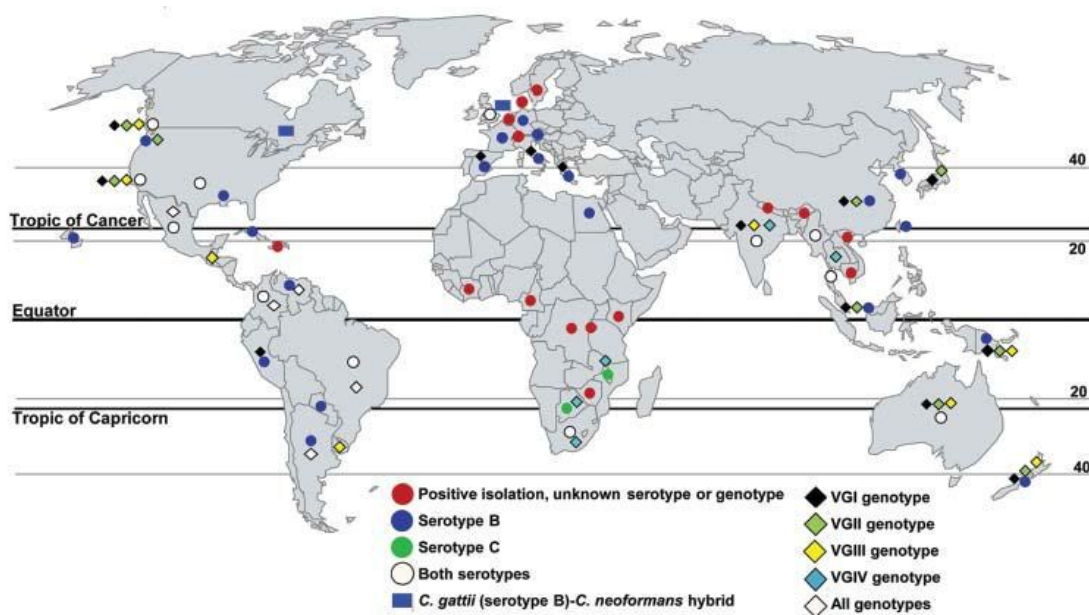 40
Tropic of Cancer
20
Equator
20
Tropic of Capricorn
40
Positive isolation, unknown serotype or genotype
Serotype B
Serotype C
Both serotypes
C. gattii (serotype B)-C. neoformans hybrid
VGI genotype
VGII genotype
VGIII genotype
VGIV genotype
All genotypes